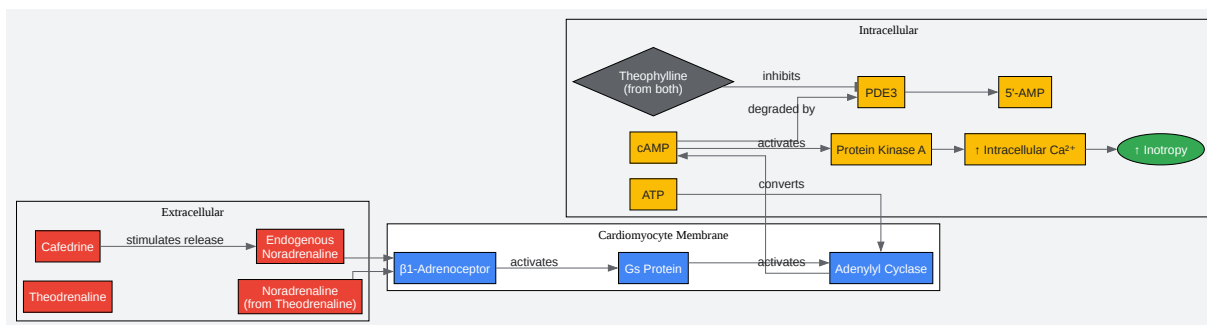 Intracellular
Theophylline
(from both)
inhibits
PDE3
5'-AMP
degraded by
cAMP
activates
Protein Kinase A
↑ Intracellular Ca²⁺
↑ Inotropy
ATP
converts
Extracellular
Cafedrine
stimulates release
Endogenous
Noradrenaline
Theodrenaline
Noradrenaline
(from Theodrenaline)
Cardiomyocyte Membrane
β1-Adrenoceptor
activates
Gs Protein
activates
Adenylyl Cyclase